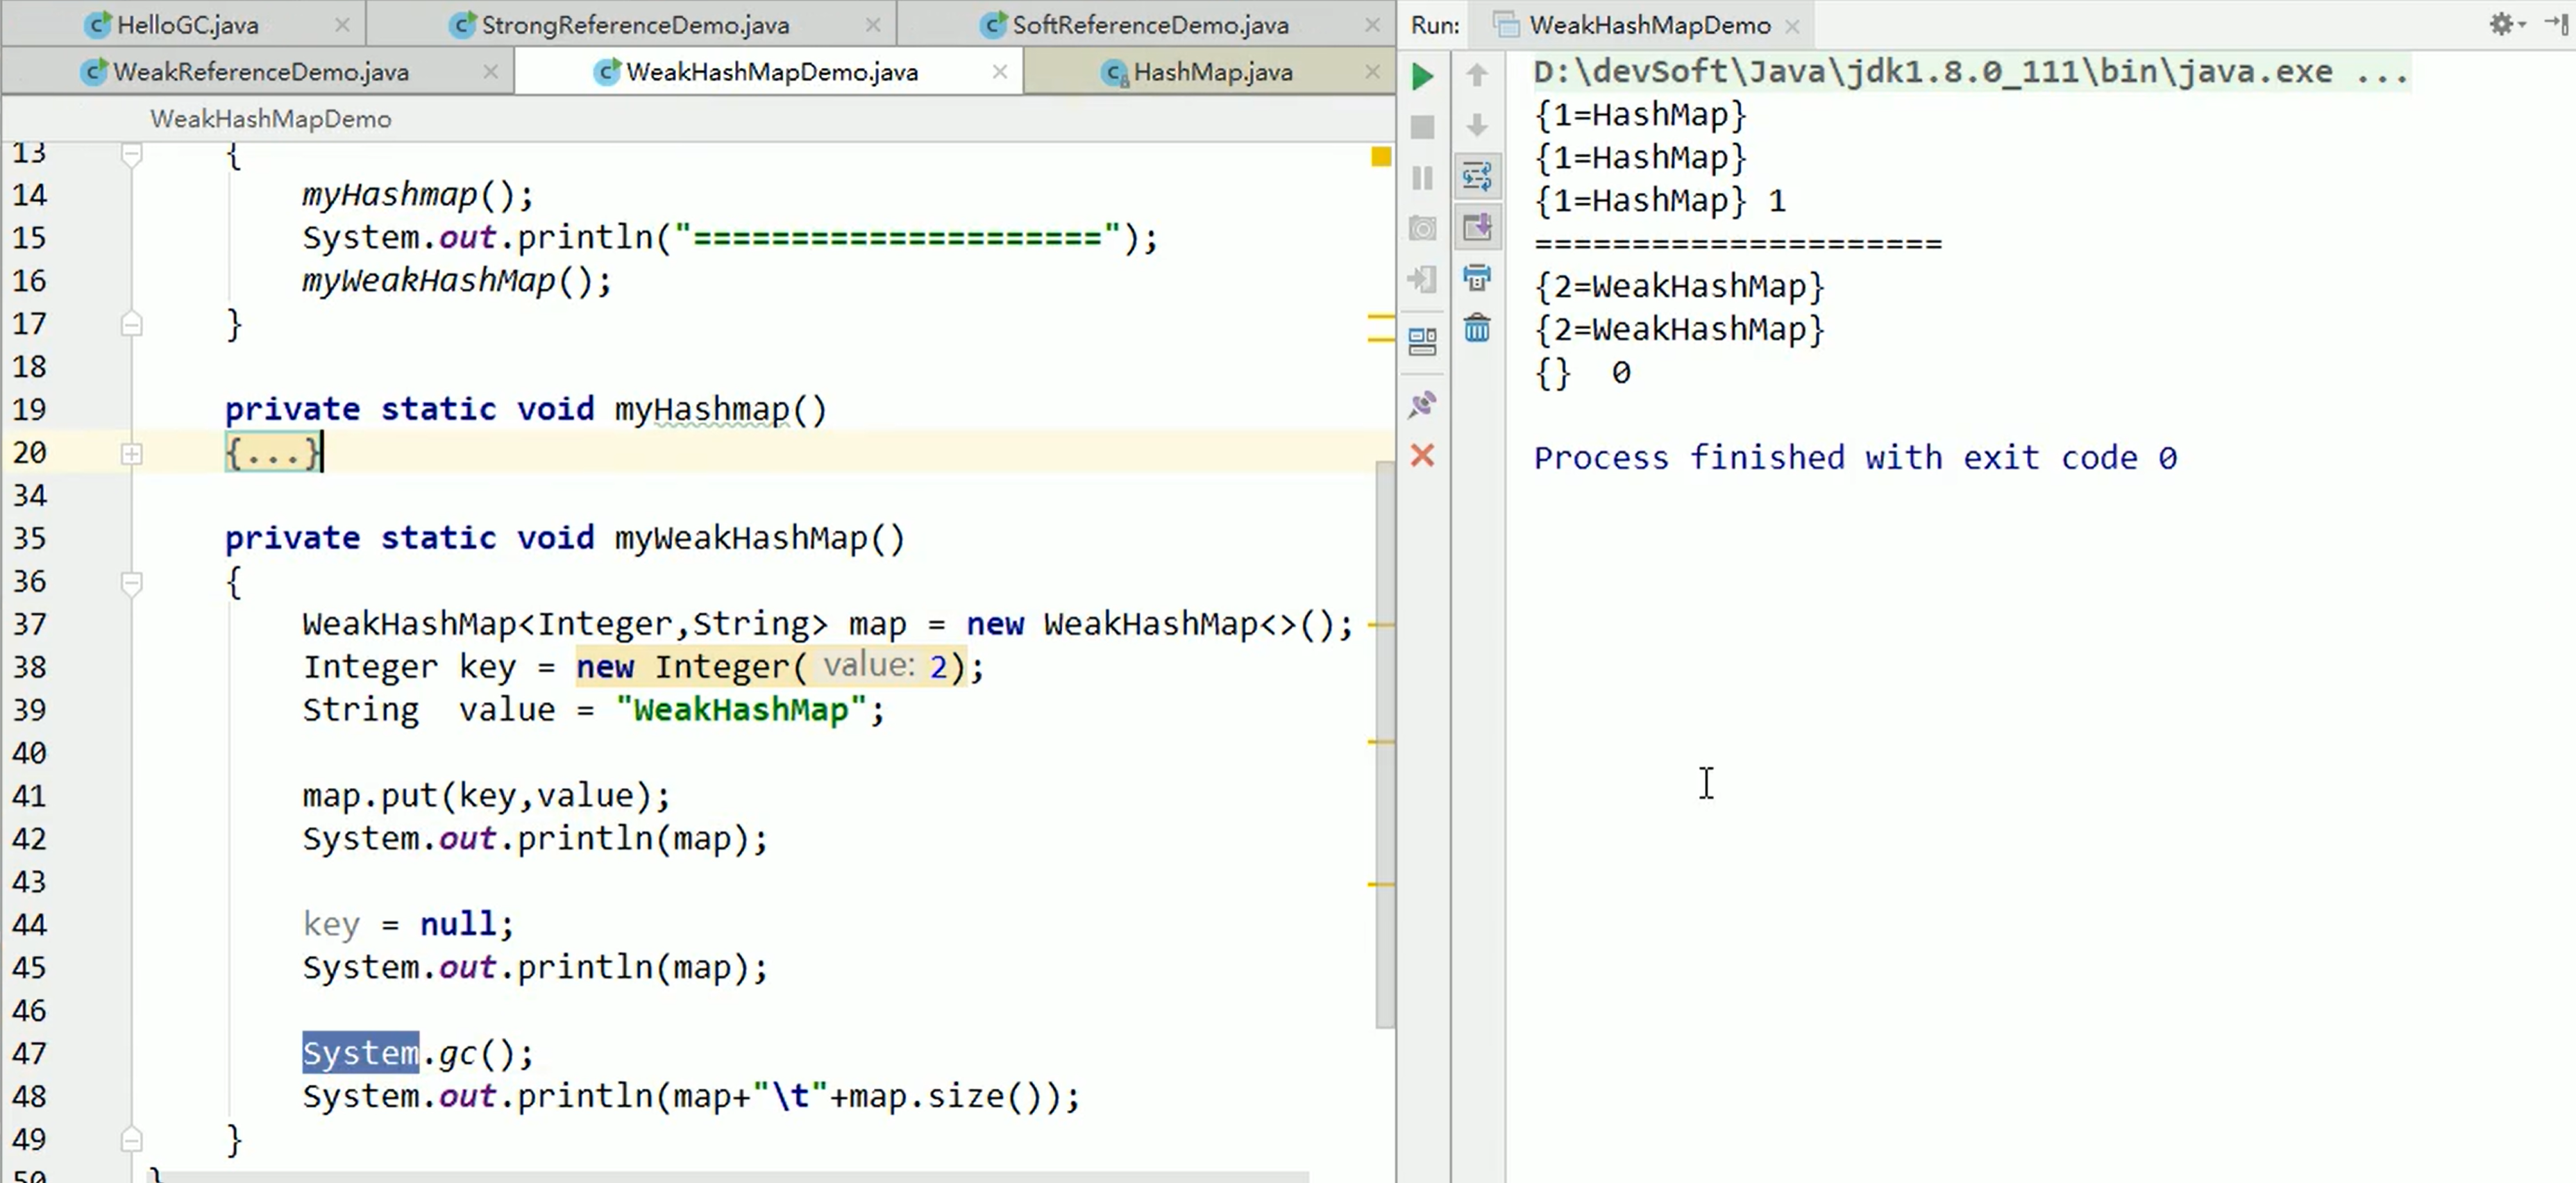 HelloGC.java
StrongReferenceDemo.java
SoftReferenceDemo.java
WeakReferenceDemo.java
WeakHashMapDemo.java
HashMap.java
WeakHashMapDemo
13 {
14 myHashmap();
15 System.out.println("=====================");
16 myWeakHashMap();
17 }
18
19 private static void myHashmap()
20 {...}
34
35 private static void myWeakHashMap()
36 {
37 WeakHashMap<Integer,String> map = new WeakHashMap<>();
38 Integer key = new Integer( value: 2);
39 String  value = "WeakHashMap";
40
41 map.put(key,value);
42 System.out.println(map);
43
44 key = null;
45 System.out.println(map);
46
47 System.gc();
48 System.out.println(map+"\t"+map.size());
49 }
50 }
Run: WeakHashMapDemo
D:\devSoft\Java\jdk1.8.0_111\bin\java.exe ...
{1=HashMap}
{1=HashMap}
{1=HashMap} 1
=====================
{2=WeakHashMap}
{2=WeakHashMap}
{}  0
Process finished with exit code 0